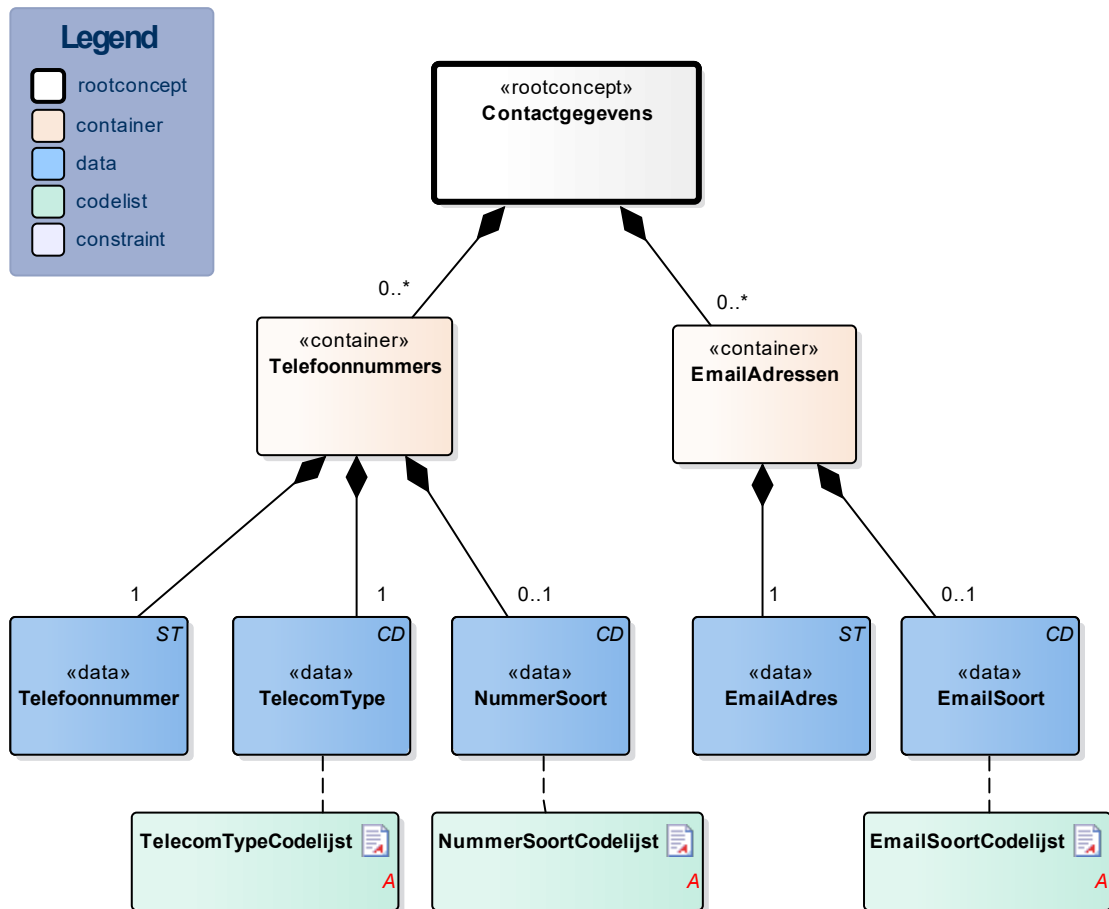 Legend
rootconcept
container
data
codelist
constraint
«rootconcept»
Contactgegevens
0..*
0..*
«container»
Telefoonnummers
«container»
EmailAdressen
1
1
0..1
1
0..1
ST
«data»
Telefoonnummer
CD
«data»
TelecomType
CD
«data»
NummerSoort
ST
«data»
EmailAdres
CD
«data»
EmailSoort
TelecomTypeCodelijst
A
NummerSoortCodelijst
A
EmailSoortCodelijst
A